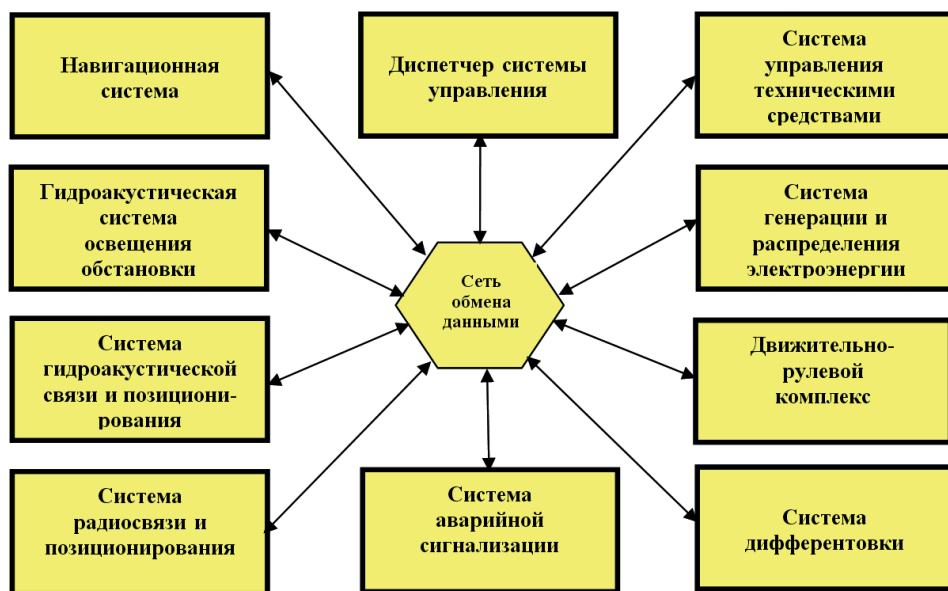 Навигационная
система
Диспетчер системы
управления
Система
управления
техническими
средствами
Гидроакустическая
система
освещения
обстановки
Система
генерации и
распределения
электроэнергии
Сеть
обмена
данными
Система
гидроакустической
связи и позициони-
рования
Движительно-
рулевой
комплекс
Система
радиосвязи и
позиционирования
Система
аварийной
сигнализации
Система
дифферентовки